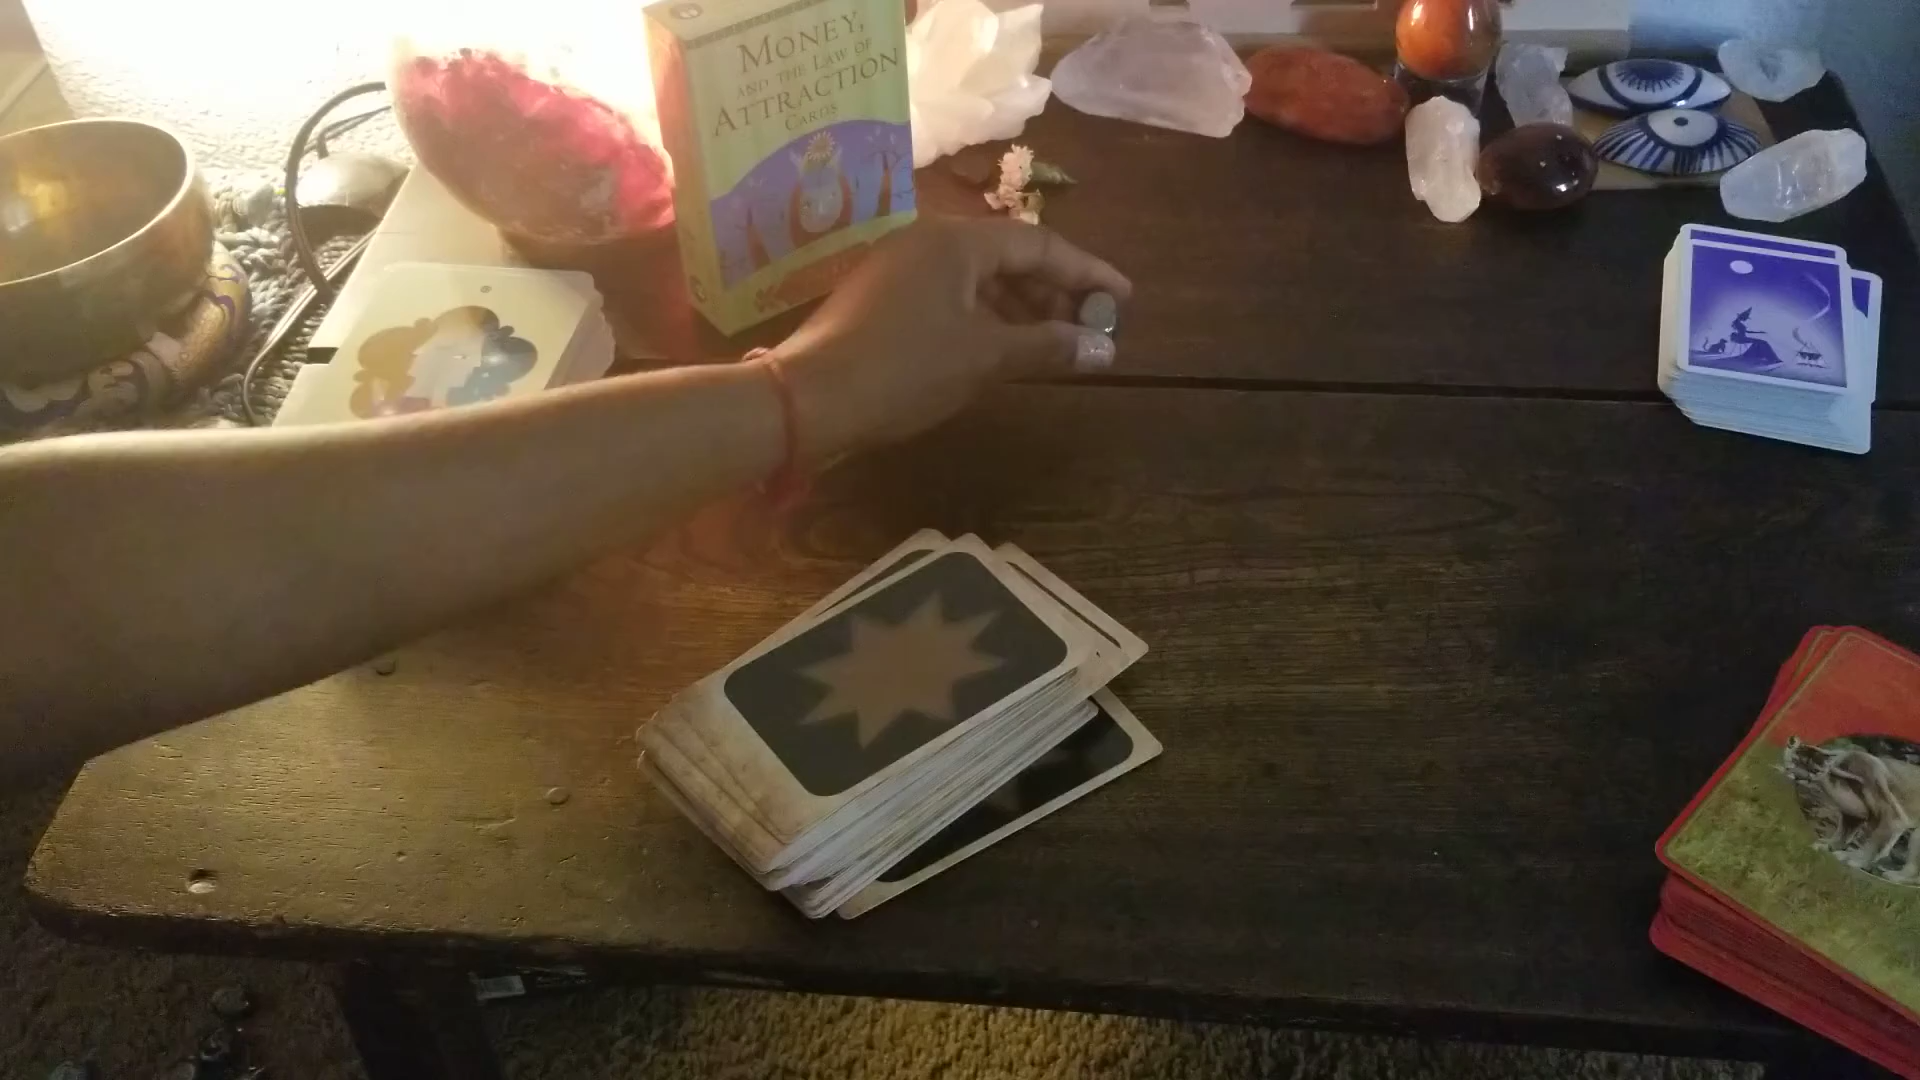 MONEY,
AND THE LAW OF
ATTRACTION
CARDS